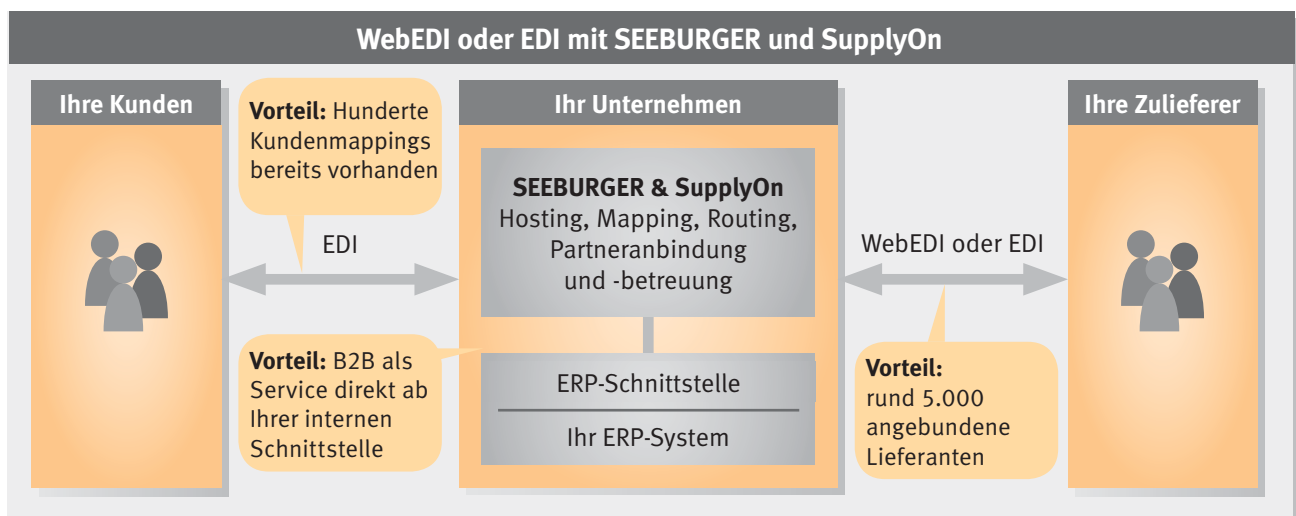 WebEDI oder EDI mit SEEBURGER und SupplyOn
Ihre Kunden
Vorteil: Hunderte
Kundenmappings
bereits vorhanden
EDI
Vorteil: B2B als
Service direkt ab
Ihrer internen
Schnittstelle
Ihr Unternehmen
SEEBURGER & SupplyOn
Hosting, Mapping, Routing,
Partneranbindung
und -betreuung
ERP-Schnittstelle
Ihr ERP-System
WebEDI oder EDI
Vorteil:
rund 5.000
angebundene
Lieferanten
Ihre Zulieferer